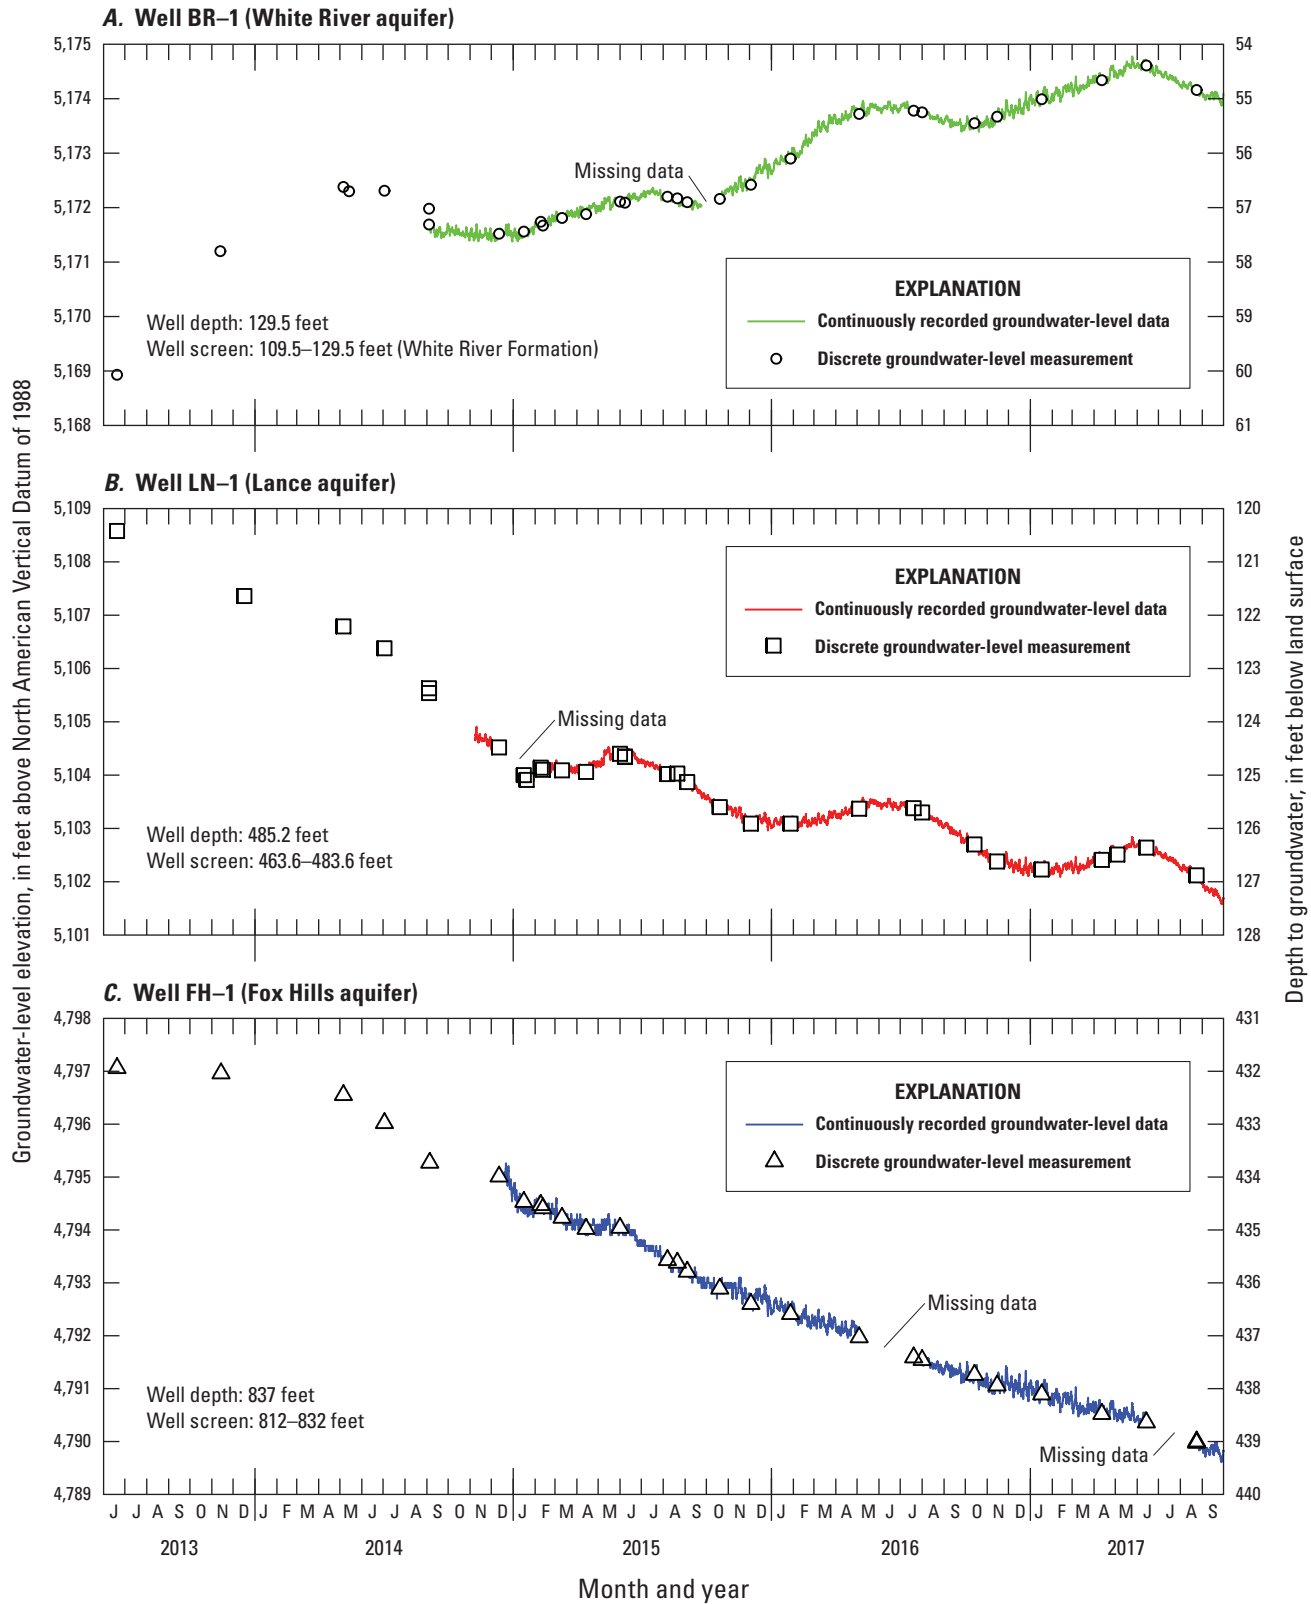 A. Well BR–1 (White River aquifer)
5,175
5,174
5,173
5,172
5,171
5,170
5,169
5,168
54
55
56
57
58
59
60
61
Missing data
Well depth: 129.5 feet
Well screen: 109.5–129.5 feet (White River Formation)
EXPLANATION
Continuously recorded groundwater-level data
Discrete groundwater-level measurement
B. Well LN–1 (Lance aquifer)
5,109
5,108
5,107
5,106
5,105
5,104
5,103
5,102
5,101
120
121
122
123
124
125
126
127
128
EXPLANATION
Continuously recorded groundwater-level data
Discrete groundwater-level measurement
Missing data
Well depth: 485.2 feet
Well screen: 463.6–483.6 feet
C. Well FH–1 (Fox Hills aquifer)
4,798
4,797
4,796
4,795
4,794
4,793
4,792
4,791
4,790
4,789
431
432
433
434
435
436
437
438
439
440
EXPLANATION
Continuously recorded groundwater-level data
Discrete groundwater-level measurement
Missing data
Well depth: 837 feet
Well screen: 812–832 feet
Missing data
J J A S O N D J F M A M J J A S O N D J F M A M J J A S O N D J F M A M J J A S O N D J F M A M J J A S
2013 2014 2015 2016 2017
Month and year
Groundwater-level elevation, in feet above North American Vertical Datum of 1988
Depth to groundwater, in feet below land surface